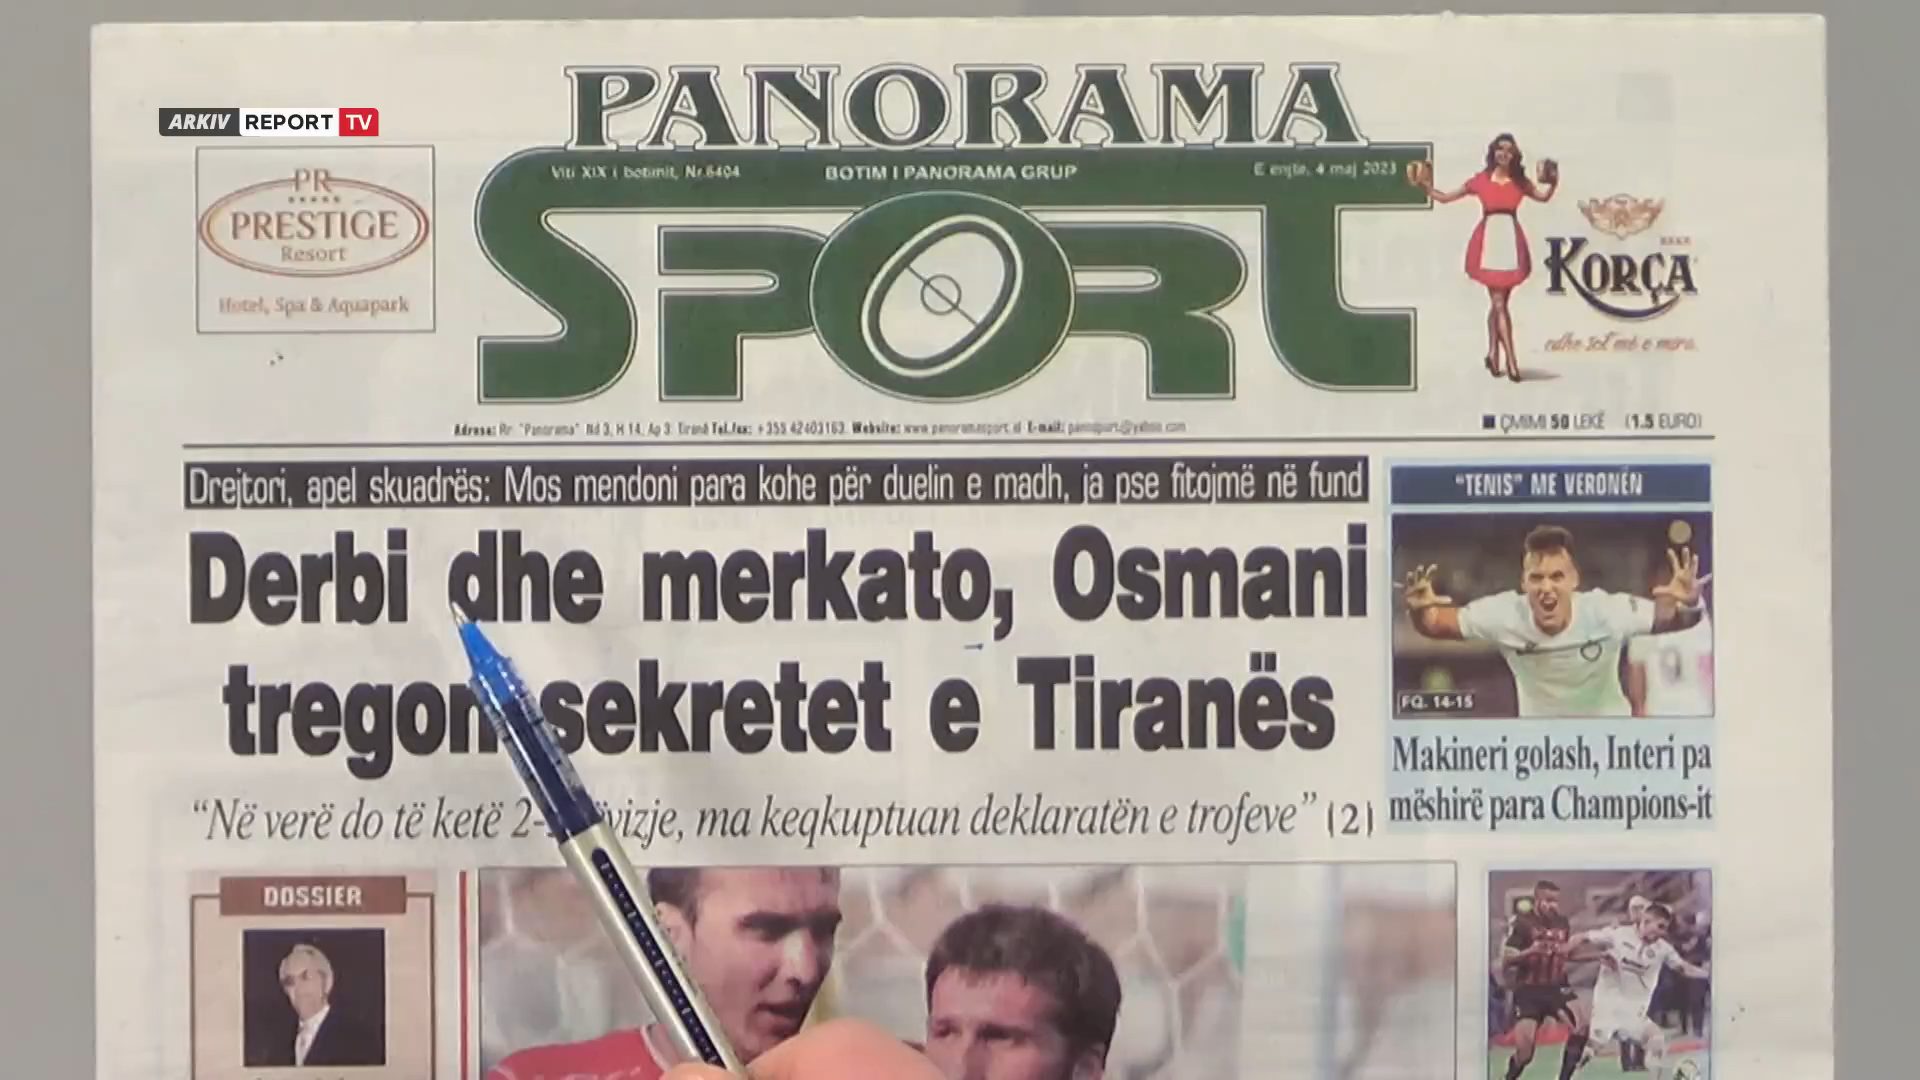 ARKIV REPORT TV
PANORAMA
Viti XIX i botimit, Nr.6404
BOTIM I PANORAMA GRUP
E enjte, 4 maj 2023
SPORT
PR
PRESTIGE
Resort
Hotel, Spa & Aquapark
KORÇA
edhe sot më e mira.
Adresa: Rr. "Panorama" Nd 3, H 14, Ap 3. Tiranë Tel.fax: +355 42403163. Website: www.panoramasport.al E-mail:
ÇMIMI 50 LEKË (1.5 EURO)
Drejtori, apel skuadrës: Mos mendoni para kohe për duelin e madh, ja pse fitojmë në fund
Derbi dhe merkato, Osmani
tregon sekretet e Tiranës
"Në verë do të ketë 2- ma keqkuptuan deklaratën e trofeve" (2)
"TENIS" ME VERONËN
FQ. 14-15
Makineri golash, Interi pa
mëshirë para Champions-it
DOSSIER